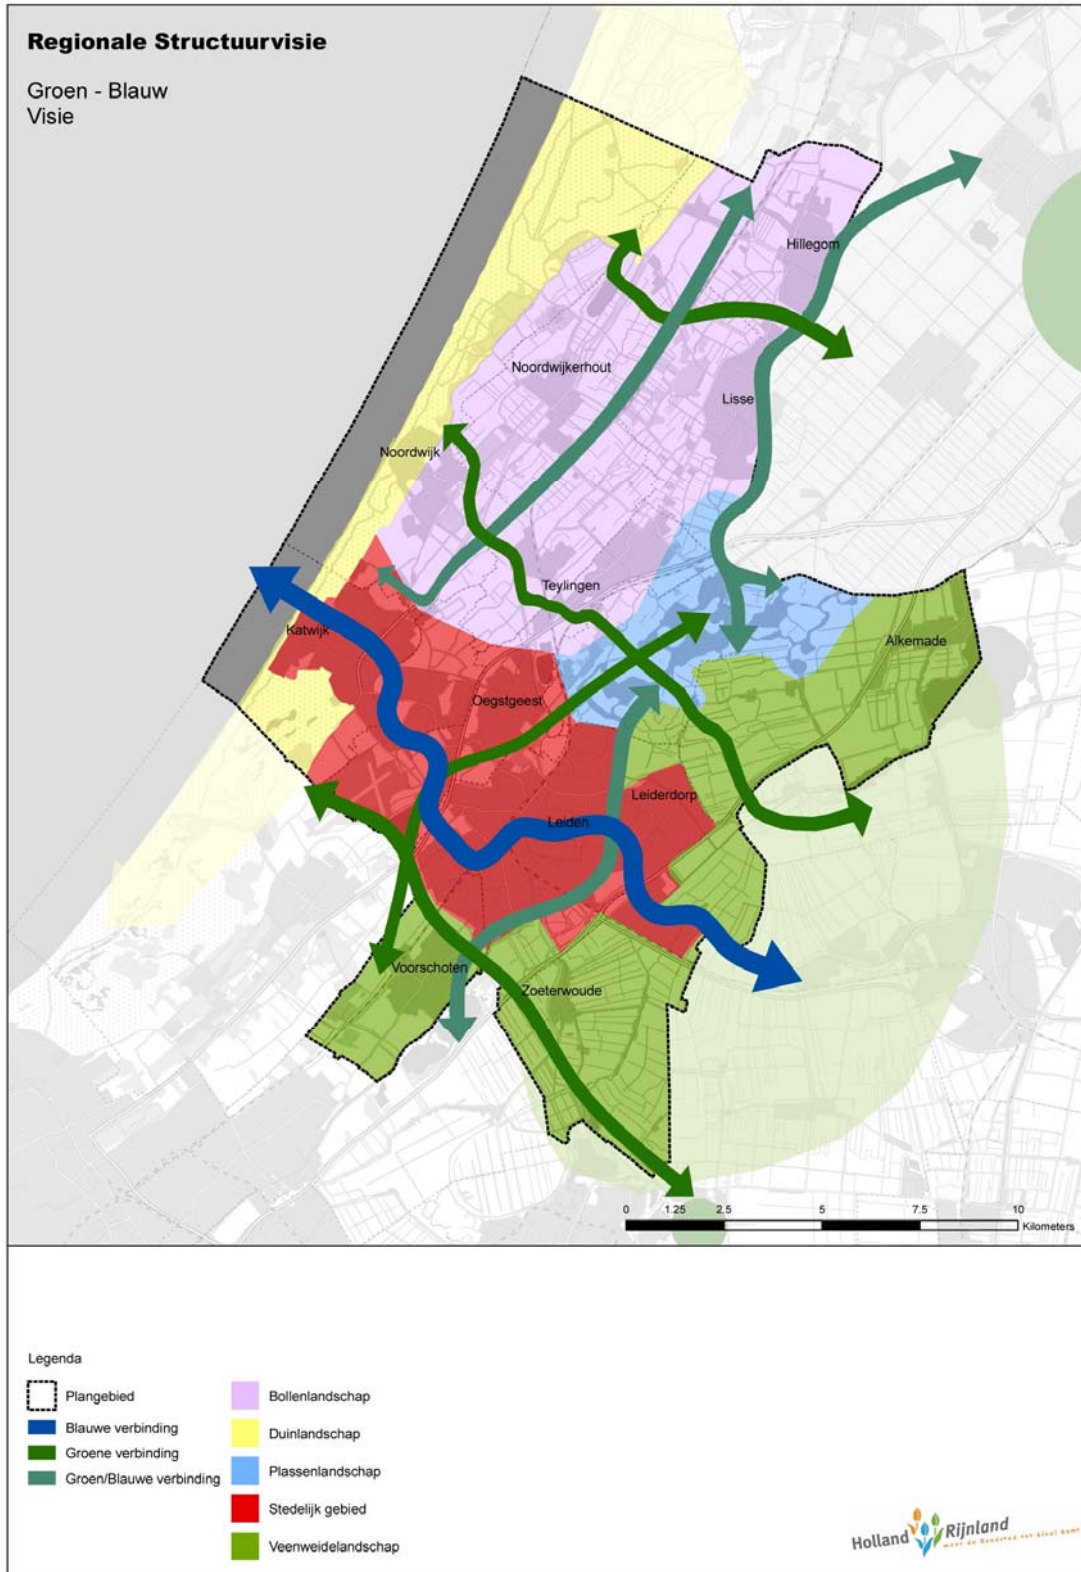 Regionale Structuurvisie
Groen - Blauw
Visie
Hillegom
Noordwijkerhout
Lisse
Noordwijk
Teylingen
Katwijk
Alkemade
Oegstgeest
Leiderdorp
Leiden
Voorschoten
Zoeterwoude
0 1.25 2.5 5 7.5 10
Kilometers
Legenda
Plangebied
Blauwe verbinding
Groene verbinding
Groen/Blauwe verbinding
Bollenlandschap
Duinlandschap
Plassenlandschap
Stedelijk gebied
Veenweidelandschap
Holland Rijnland